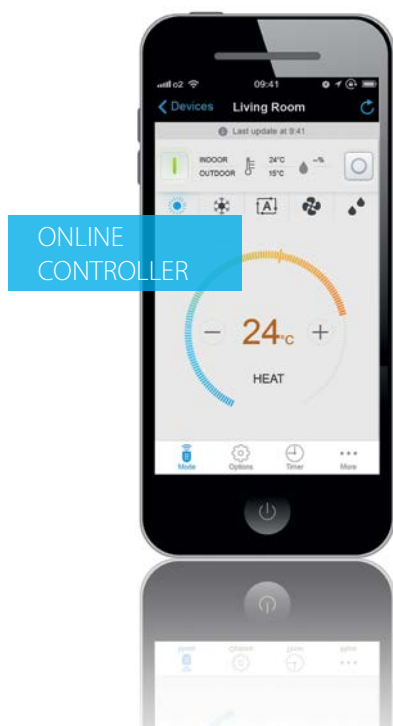 o2 09:41
Devices Living Room
Last update at 9:41
INDOOR 24°C --%
OUTDOOR 15°C
A
ONLINE
CONTROLLER
24°C
HEAT
Mode Options Timer More